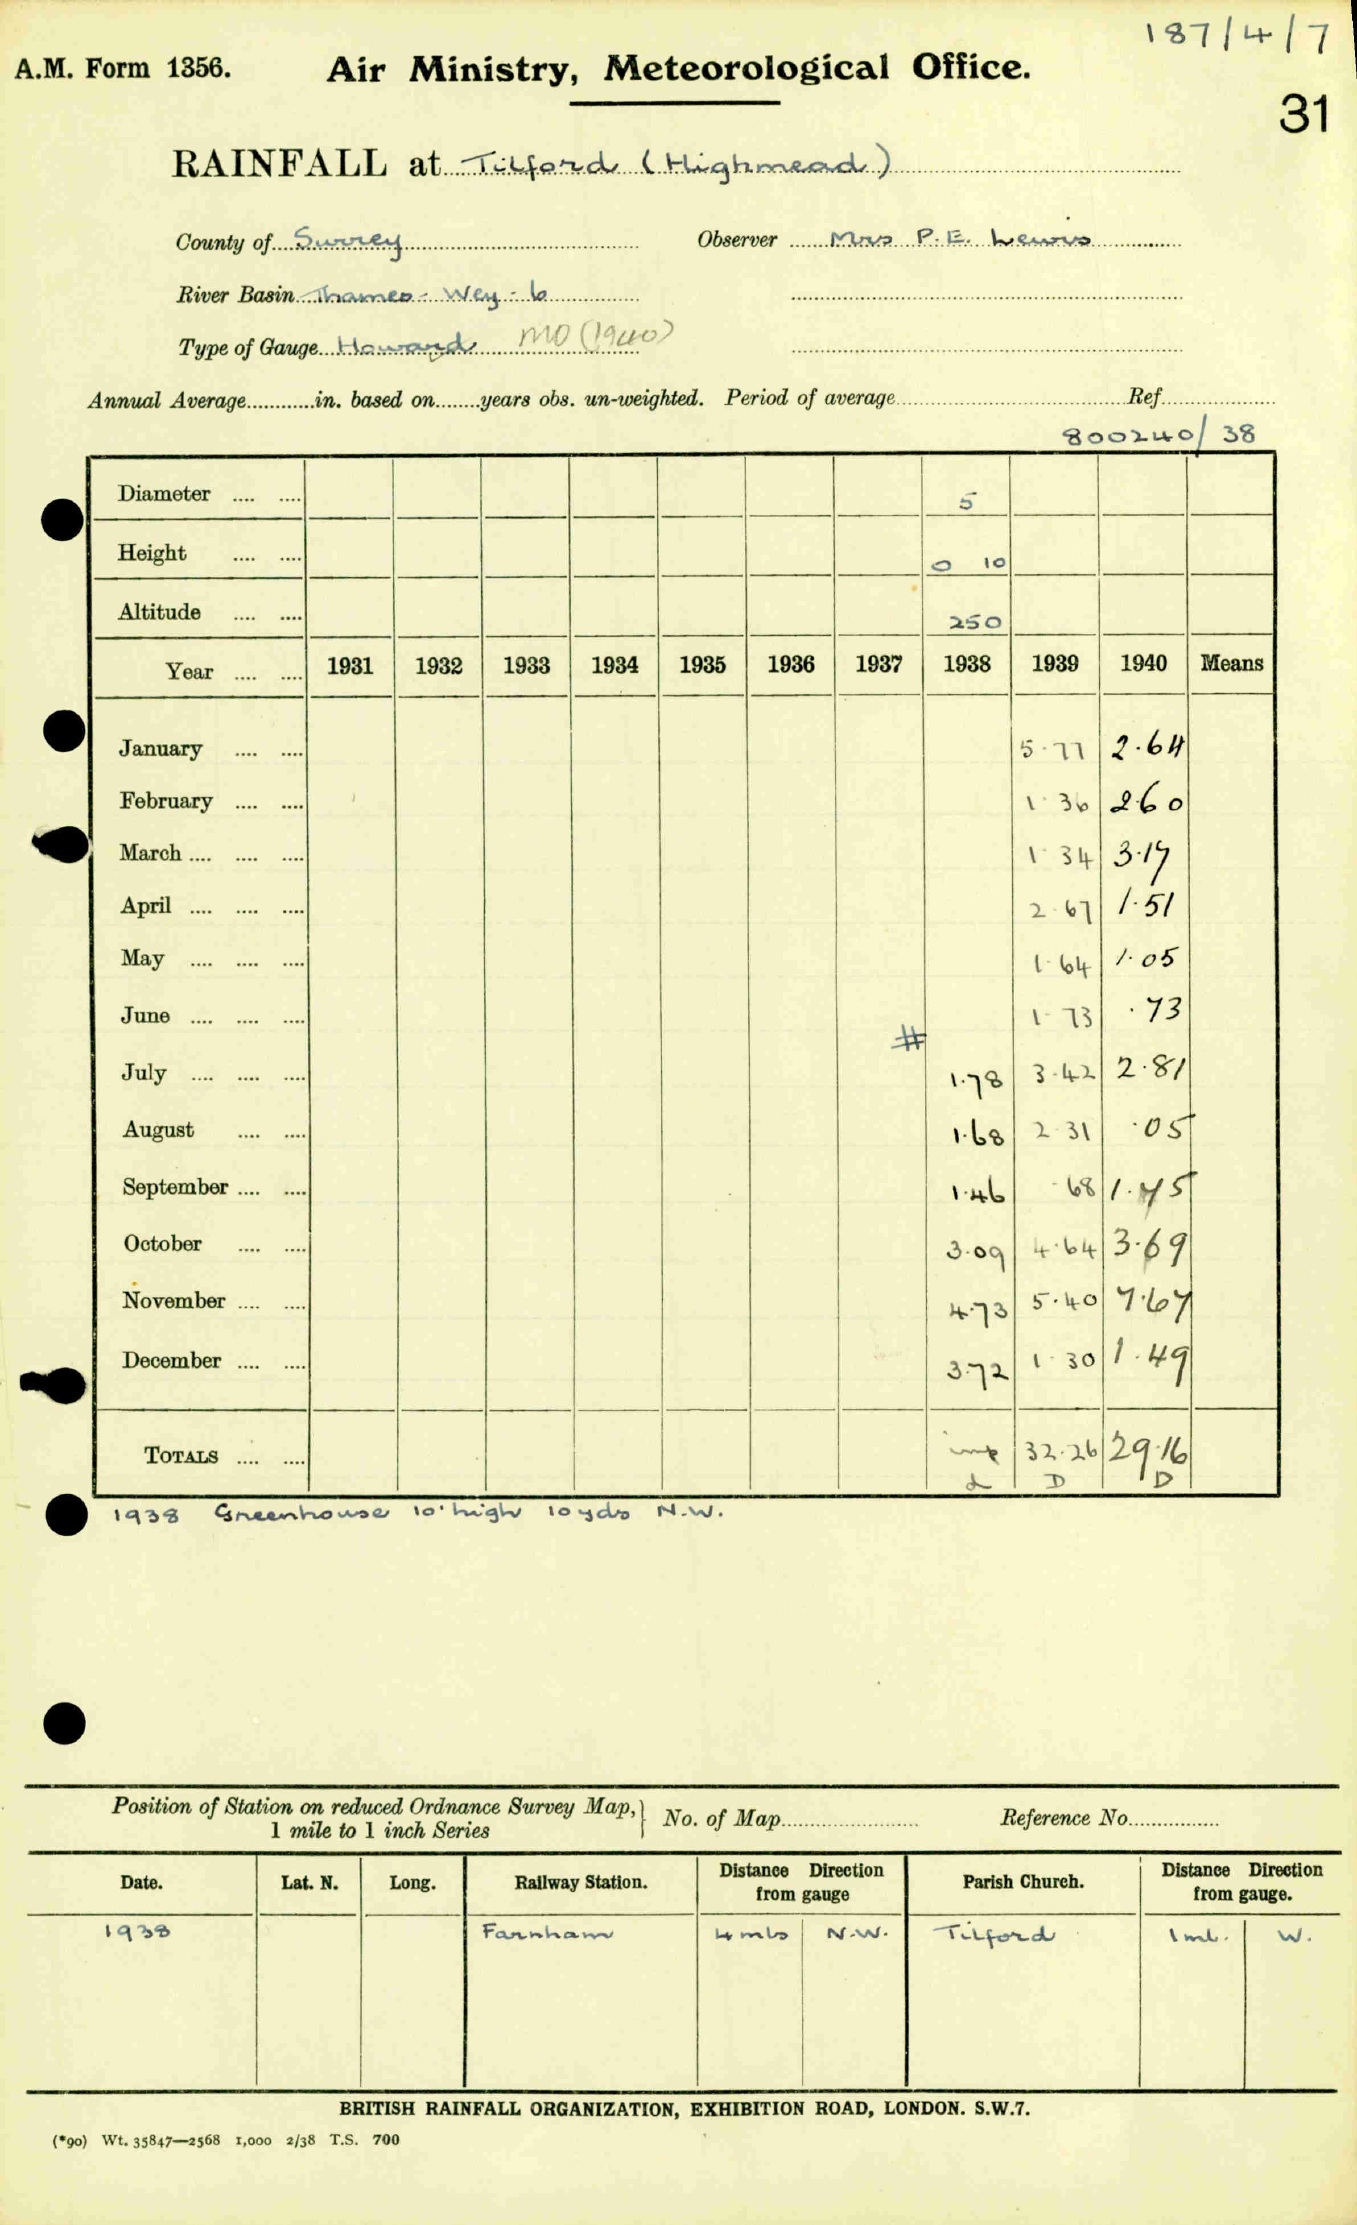 187/4/7
A.M. Form 1356. Air Ministry, Meteorological Office.
31
RAINFALL at Tilford (Highmead)
County of Surrey Observer Mrs P.E. Lewis
River Basin Thames - Wey - 6
Type of Gauge Howard MO (1940)
Annual Average............in. based on........years obs. un-weighted. Period of average Ref
800240/38
Diameter .... .... 5
Height .... .... 0 10
Altitude .... .... 250
Year .... .... 1931 1932 1933 1934 1935 1936 1937 1938 1939 1940 Means
January .... .... 5.77 2.64
February .... .... 1.36 2.60
March .... .... .... 1.34 3.17
April .... .... .... 2.67 1.51
May .... .... .... 1.64 1.05
June .... .... .... 1.73 .73
#
July .... .... .... 1.78 3.42 2.81
August .... .... 1.68 2.31 .05
September .... .... 1.46 .68 1.75
October .... .... 3.09 4.64 3.69
November .... .... 4.73 5.40 7.67
December .... .... 3.72 1.30 1.49
TOTALS .... .... imp 32.26 29.16
D D
1938 Greenhouse 10' high 10 yds N.W.
Position of Station on reduced Ordnance Survey Map, } No. of Map Reference No.
1 mile to 1 inch Series
Date. Lat. N. Long. Railway Station. Distance Direction from gauge Parish Church. Distance Direction from gauge.
1938 Farnham 4 mls N.W. Tilford 1 ml. W.
BRITISH RAINFALL ORGANIZATION, EXHIBITION ROAD, LONDON. S.W.7.
(*90) Wt. 35847—2568 1,000 2/38 T.S. 700